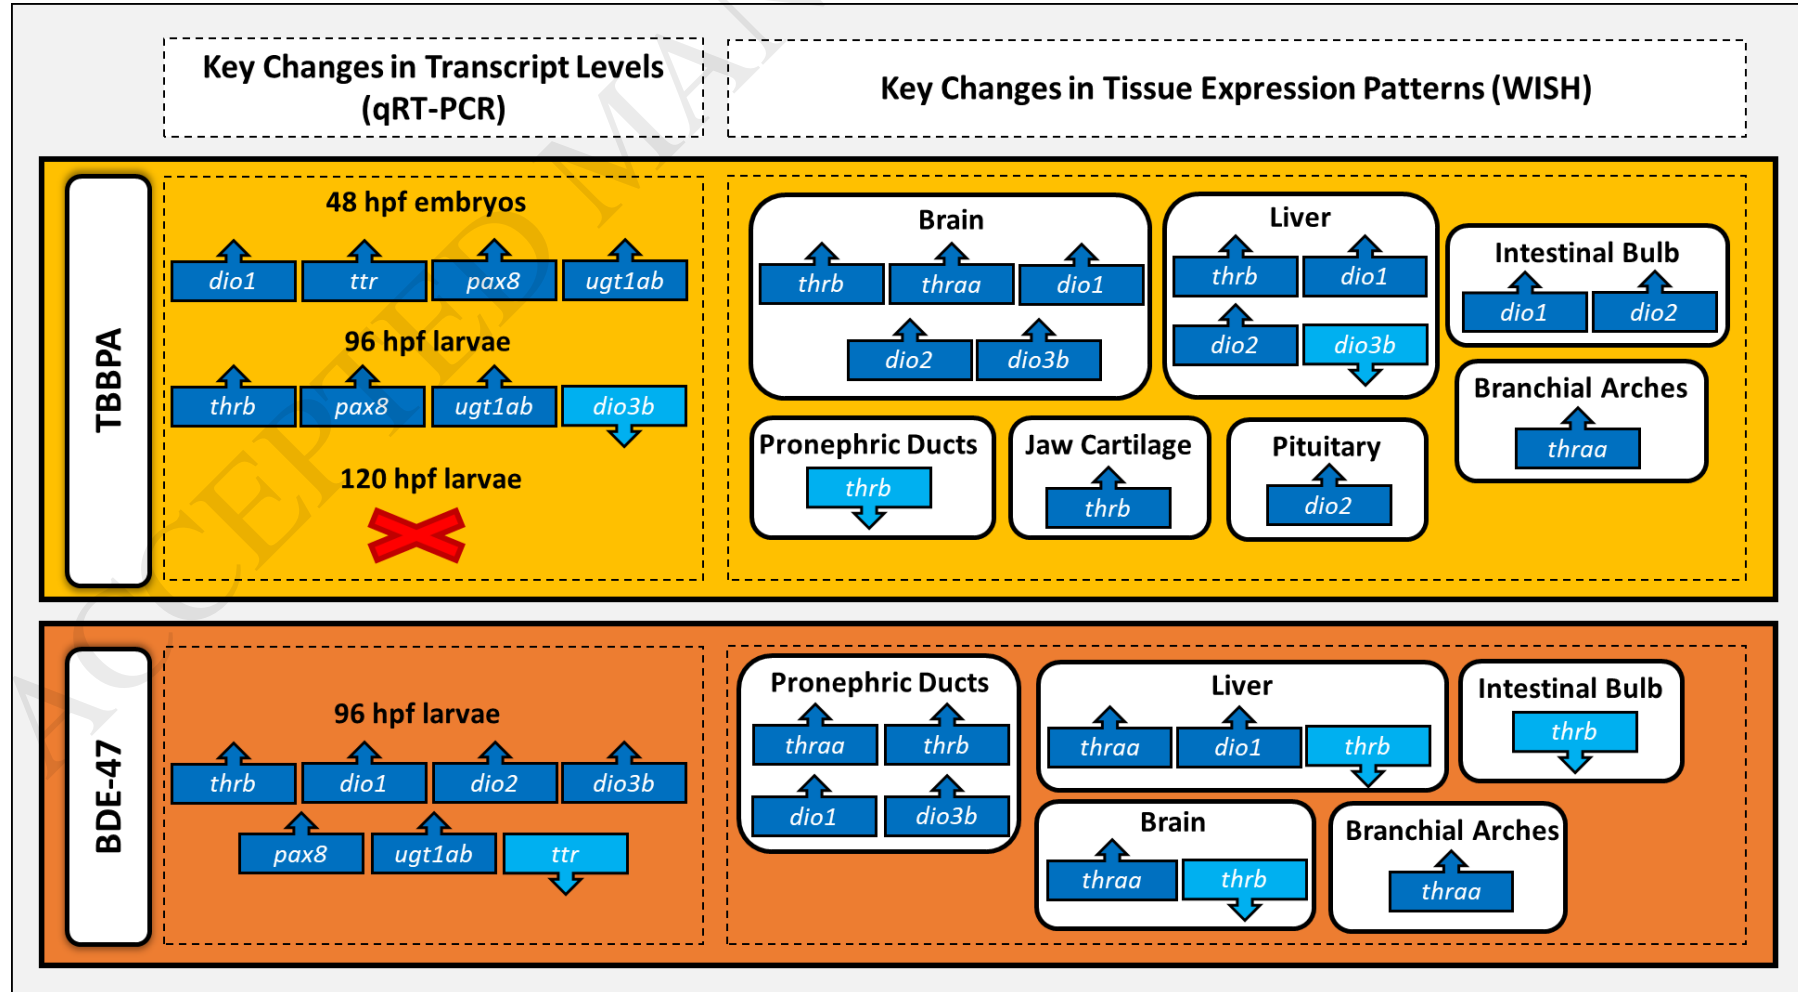 Key Changes in Transcript Levels
(qRT-PCR)
Key Changes in Tissue Expression Patterns (WISH)
TBBPA
48 hpf embryos
dio1 ttr pax8 ugt1ab
96 hpf larvae
thrb pax8 ugt1ab dio3b
120 hpf larvae
Brain
thrb thraa dio1
dio2 dio3b
Liver
thrb dio1
dio2 dio3b
Intestinal Bulb
dio1 dio2
Branchial Arches
thraa
Pronephric Ducts
thrb
Jaw Cartilage
thrb
Pituitary
dio2
BDE-47
96 hpf larvae
thrb dio1 dio2 dio3b
pax8 ugt1ab ttr
Pronephric Ducts
thraa thrb
dio1 dio3b
Liver
thraa dio1 thrb
Intestinal Bulb
thrb
Brain
thraa thrb
Branchial Arches
thraa
ACCEPTED